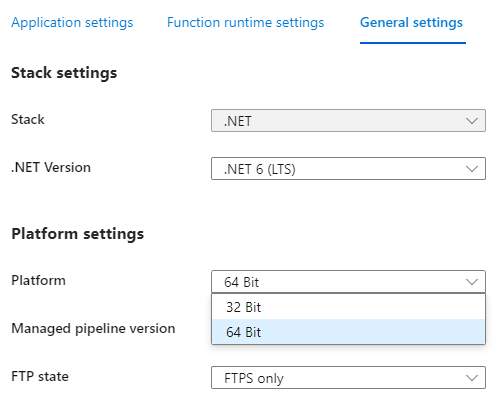 Application settings Function runtime settings General settings
Stack settings
Stack .NET
.NET Version .NET 6 (LTS)
Platform settings
Platform 64 Bit
32 Bit
Managed pipeline version 64 Bit
FTP state FTPS only